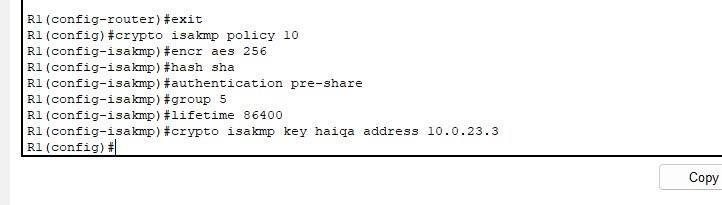 R1(config-router)#exit
R1(config)#crypto isakmp policy 10
R1(config-isakmp)#encr aes 256
R1(config-isakmp)#hash sha
R1(config-isakmp)#authentication pre-share
R1(config-isakmp)#group 5
R1(config-isakmp)#lifetime 86400
R1(config-isakmp)#crypto isakmp key haiqa address 10.0.23.3
R1(config)#
Copy